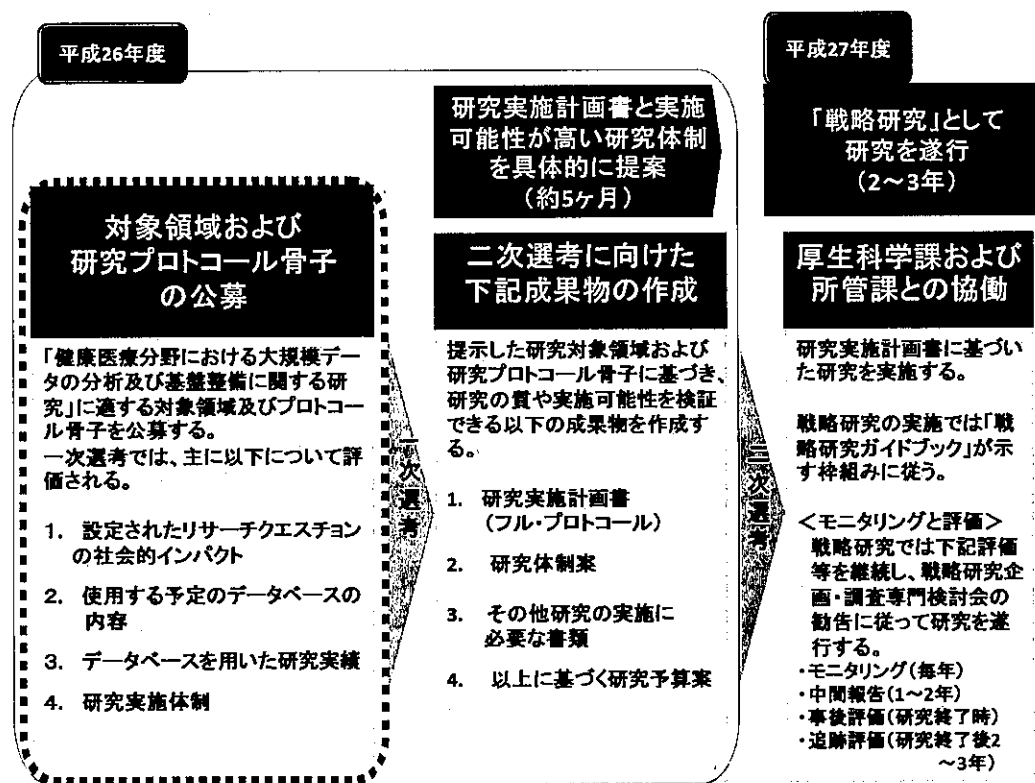 平成26年度
対象領域および
研究プロトコール骨子
の公募
「健康医療分野における大規模デー
タの分析及び基盤整備に関する研
究」に適する対象領域及びプロトコー
ル骨子を公募する。
一次選考では、主に以下について評
価される。
1. 設定されたリサーチクエスチョン
の社会的インパクト
2. 使用する予定のデータベースの
内容
3. データベースを用いた研究実績
4. 研究実施体制
一次選考
研究実施計画書と実施
可能性が高い研究体制
を具体的に提案
(約5ヶ月)
二次選考に向けた
下記成果物の作成
提示した研究対象領域および
研究プロトコール骨子に基づき、
研究の質や実施可能性を検証
できる以下の成果物を作成す
る。
1. 研究実施計画書
(フル・プロトコール)
2. 研究体制案
3. その他研究の実施に
必要な書類
4. 以上に基づく研究予算案
二次選考
平成27年度
「戦略研究」として
研究を遂行
(2〜3年)
厚生科学課および
所管課との協働
研究実施計画書に基づい
た研究を実施する。
戦略研究の実施では「戦
略研究ガイドブック」が示
す枠組みに従う。
<モニタリングと評価>
戦略研究では下記評価
等を継続し、戦略研究企
画・調査専門検討会の
勧告に従って研究を遂
行する。
・モニタリング(毎年)
・中間報告(1〜2年)
・事後評価(研究終了時)
・追跡評価(研究終了後2
〜3年)